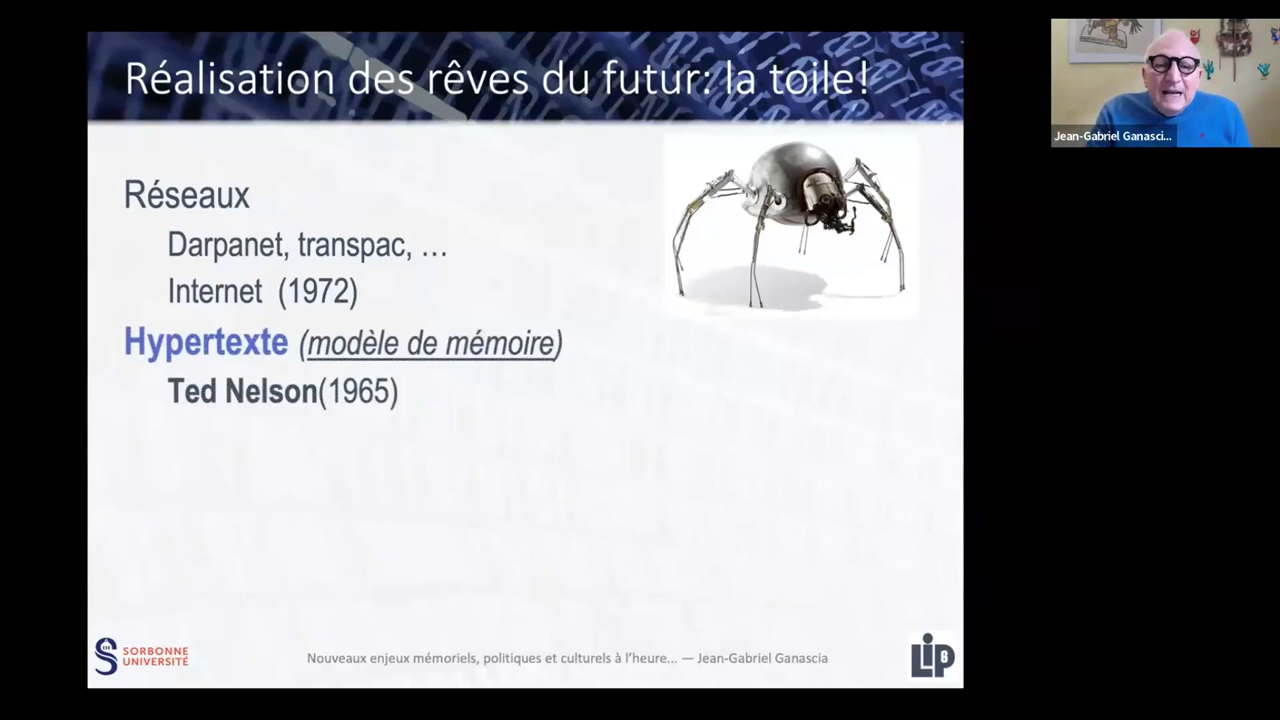 Réalisation des rêves du futur: la toile!
Jean-Gabriel Ganasci...
Réseaux
Darpanet, transpac, …
Internet (1972)
Hypertexte (modèle de mémoire)
Ted Nelson(1965)
SORBONNE
UNIVERSITÉ
Nouveaux enjeux mémoriels, politiques et culturels à l'heure... — Jean-Gabriel Ganascia
LIP6